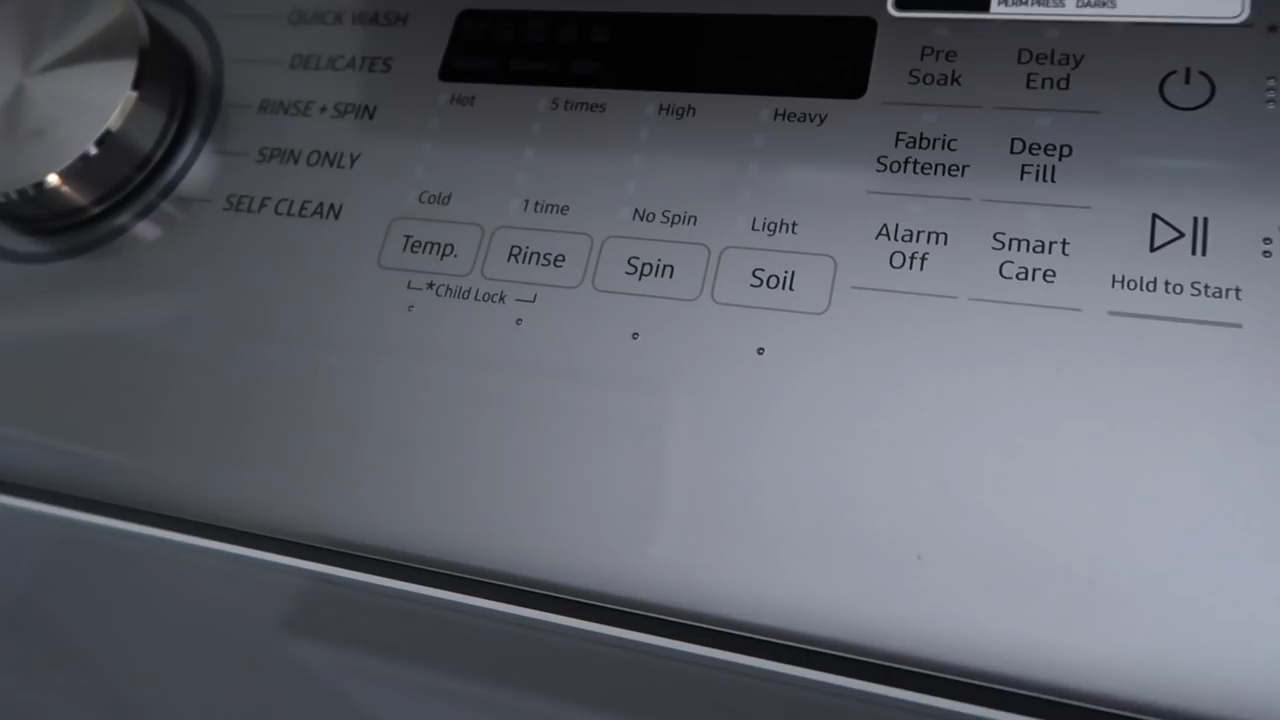 PERM PRESS DARKS
QUICK WASH
DELICATES
RINSE + SPIN
SPIN ONLY
SELF CLEAN
Hot 5 times High Heavy
Cold 1 time No Spin Light
Temp. Rinse Spin Soil
*Child Lock
Pre
Soak
Delay
End
Fabric
Softener
Deep
Fill
Alarm
Off
Smart
Care
Hold to Start